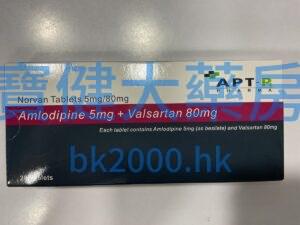 APT-P
PHARMA
寶健大藥房
Norvan Tablets 5mg/80mg
Amlodipine 5mg + Valsartan 80mg
Each tablet contains Amlodipine 5mg (as besilate) and Valsartan 80mg
bk2000.hk
Tablets